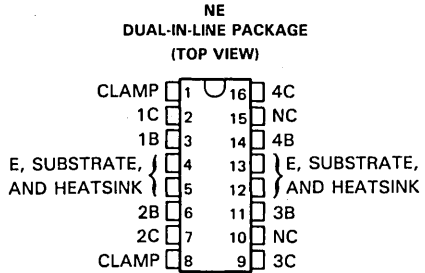 NE
DUAL-IN-LINE PACKAGE
(TOP VIEW)
CLAMP 1 16 4C
1C 2 15 NC
1B 3 14 4B
E, SUBSTRATE, 4 13 E, SUBSTRATE,
AND HEATSINK 5 12 AND HEATSINK
2B 6 11 3B
2C 7 10 NC
CLAMP 8 9 3C